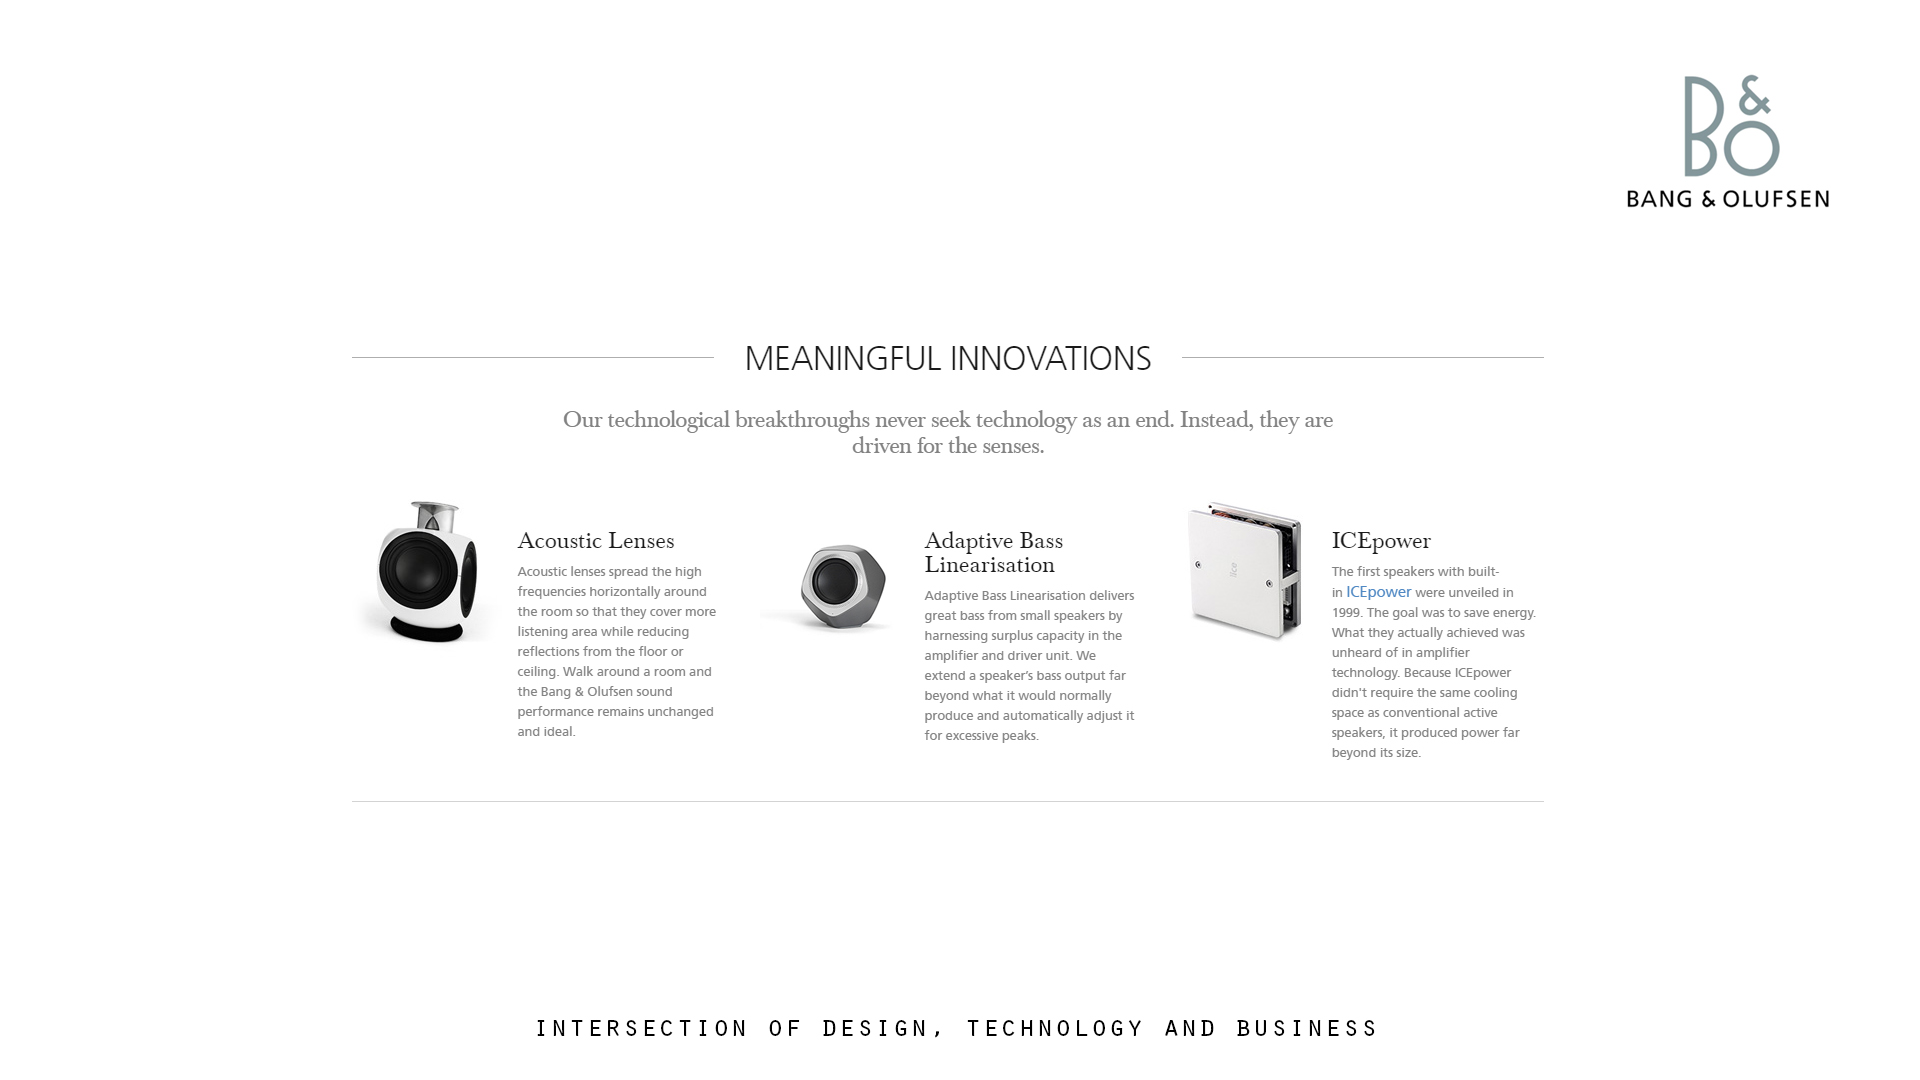 B&O
BANG & OLUFSEN
MEANINGFUL INNOVATIONS
Our technological breakthroughs never seek technology as an end. Instead, they are
driven for the senses.
Acoustic Lenses
Acoustic lenses spread the high
frequencies horizontally around
the room so that they cover more
listening area while reducing
reflections from the floor or
ceiling. Walk around a room and
the Bang & Olufsen sound
performance remains unchanged
and ideal.
Adaptive Bass
Linearisation
Adaptive Bass Linearisation delivers
great bass from small speakers by
harnessing surplus capacity in the
amplifier and driver unit. We
extend a speaker’s bass output far
beyond what it would normally
produce and automatically adjust it
for excessive peaks.
ICEpower
The first speakers with built-
in ICEpower were unveiled in
1999. The goal was to save energy.
What they actually achieved was
unheard of in amplifier
technology. Because ICEpower
didn't require the same cooling
space as conventional active
speakers, it produced power far
beyond its size.
INTERSECTION OF DESIGN, TECHNOLOGY AND BUSINESS